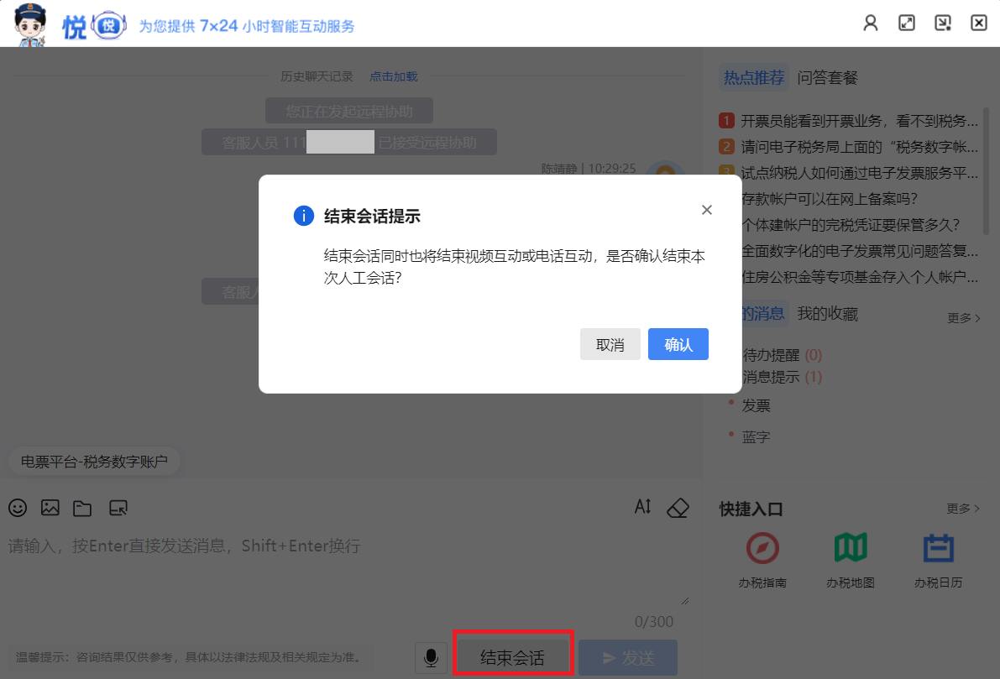 悦 悦 为您提供 7×24 小时智能互动服务
历史聊天记录 点击加载
您正在发起远程协助
客服人员 111 已接受远程协助
陈靖静 | 10:29:25
客服人
结束会话提示
结束会话同时也将结束视频互动或电话互动，是否确认结束本
次人工会话？
取消 确认
电票平台-税务数字账户
请输入，按Enter直接发送消息，Shift+Enter换行
0/300
温馨提示：咨询结果仅供参考，具体以法律法规及相关规定为准。
结束会话 发送
热点推荐 问答套餐
1 开票员能看到开票业务，看不到税务...
2 请问电子税务局上面的“税务数字帐...
3 试点纳税人如何通过电子发票服务平...
存款帐户可以在网上备案吗？
个体建帐户的完税凭证要保管多久？
全面数字化的电子发票常见问题答复...
住房公积金等专项基金存入个人帐户...
的消息 我的收藏 更多 >
待办提醒 (0)
消息提示 (1)
发票
蓝字
快捷入口 更多 >
办税指南 办税地图 办税日历